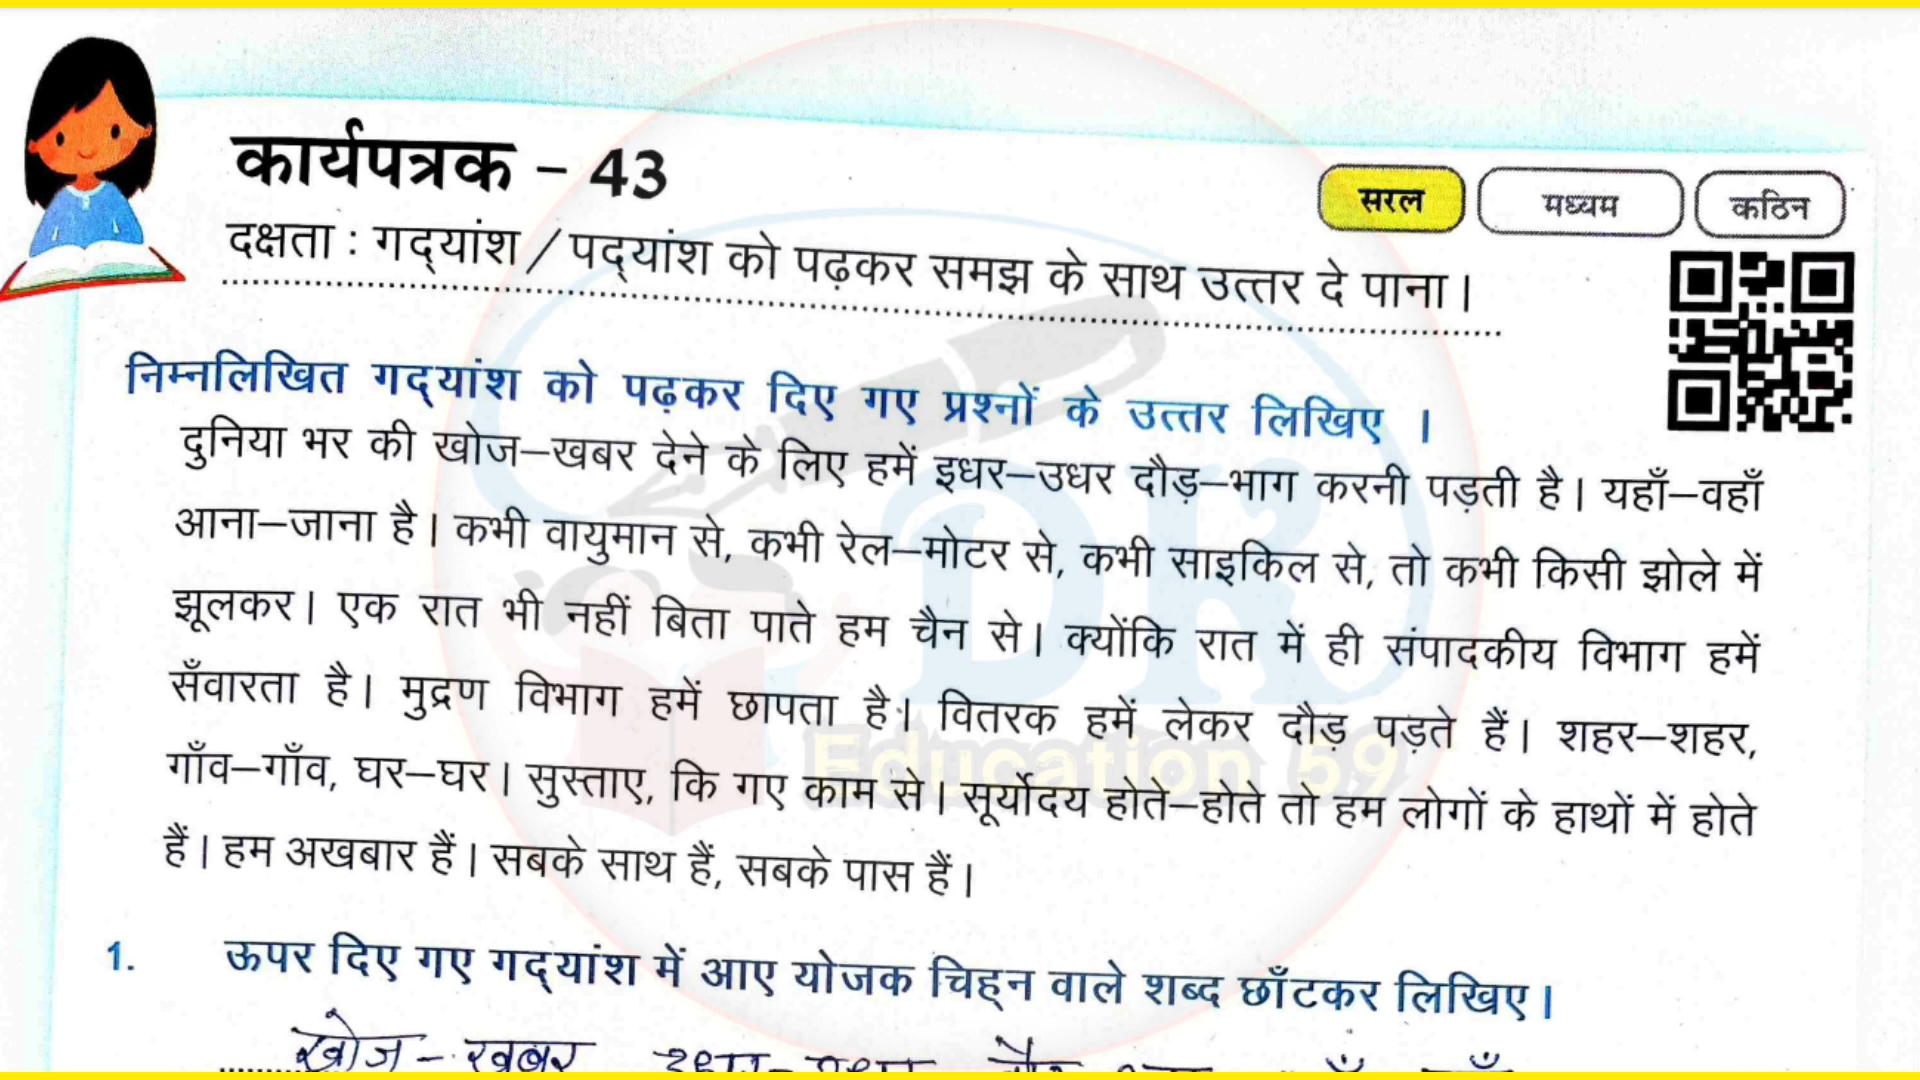 कार्यपत्रक – 43
सरल
मध्यम
कठिन
दक्षता : गद्यांश / पद्यांश को पढ़कर समझ के साथ उत्तर दे पाना।
निम्नलिखित गद्यांश को पढ़कर दिए गए प्रश्नों के उत्तर लिखिए ।
दुनिया भर की खोज–खबर देने के लिए हमें इधर–उधर दौड़–भाग करनी पड़ती है। यहाँ–वहाँ
आना–जाना है। कभी वायुमान से, कभी रेल–मोटर से, कभी साइकिल से, तो कभी किसी झोले में
झूलकर। एक रात भी नहीं बिता पाते हम चैन से। क्योंकि रात में ही संपादकीय विभाग हमें
सँवारता है। मुद्रण विभाग हमें छापता है। वितरक हमें लेकर दौड़ पड़ते हैं। शहर–शहर,
गाँव–गाँव, घर–घर। सुस्ताए, कि गए काम से। सूर्योदय होते–होते तो हम लोगों के हाथों में होते
हैं। हम अखबार हैं। सबके साथ हैं, सबके पास हैं।
DK
Education 59
1. ऊपर दिए गए गद्यांश में आए योजक चिह्न वाले शब्द छाँटकर लिखिए।
खोज – खबर